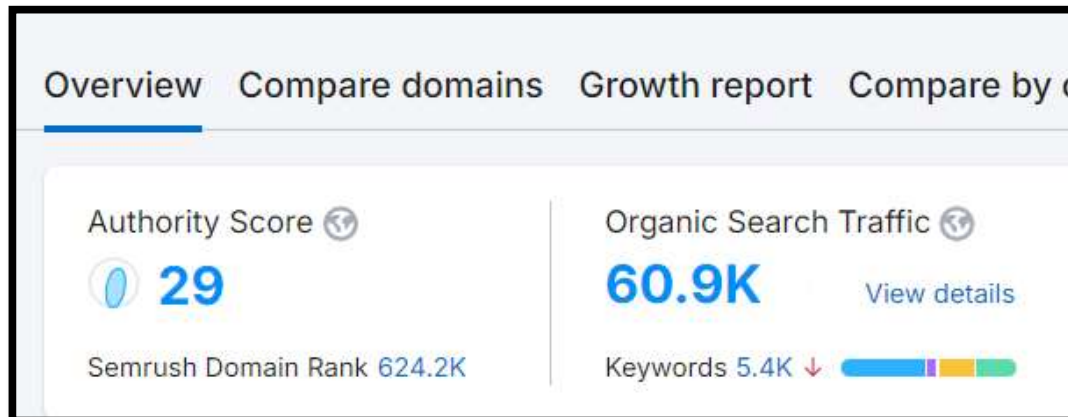 Overview Compare domains Growth report Compare by
Authority Score
29
Semrush Domain Rank 624.2K
Organic Search Traffic
60.9K View details
Keywords 5.4K ↓